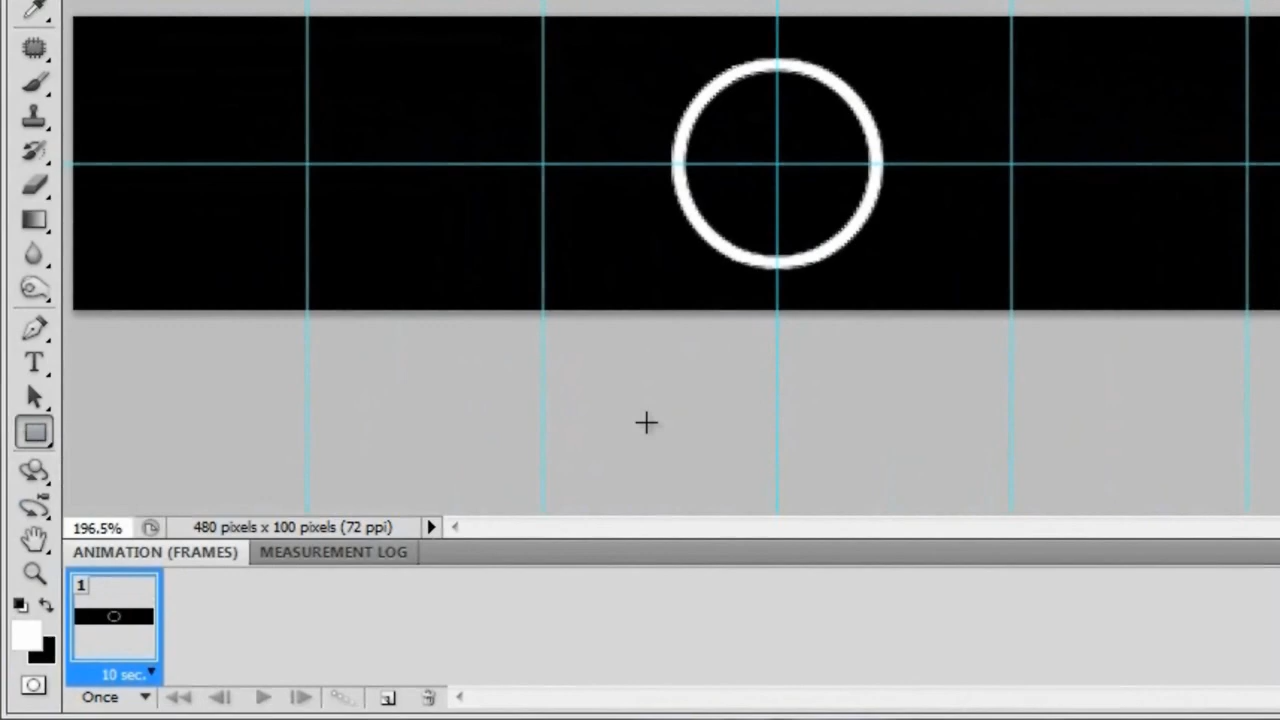 T
196.5%
480 pixels x 100 pixels (72 ppi)
ANIMATION (FRAMES)
MEASUREMENT LOG
1
10 sec.
Once